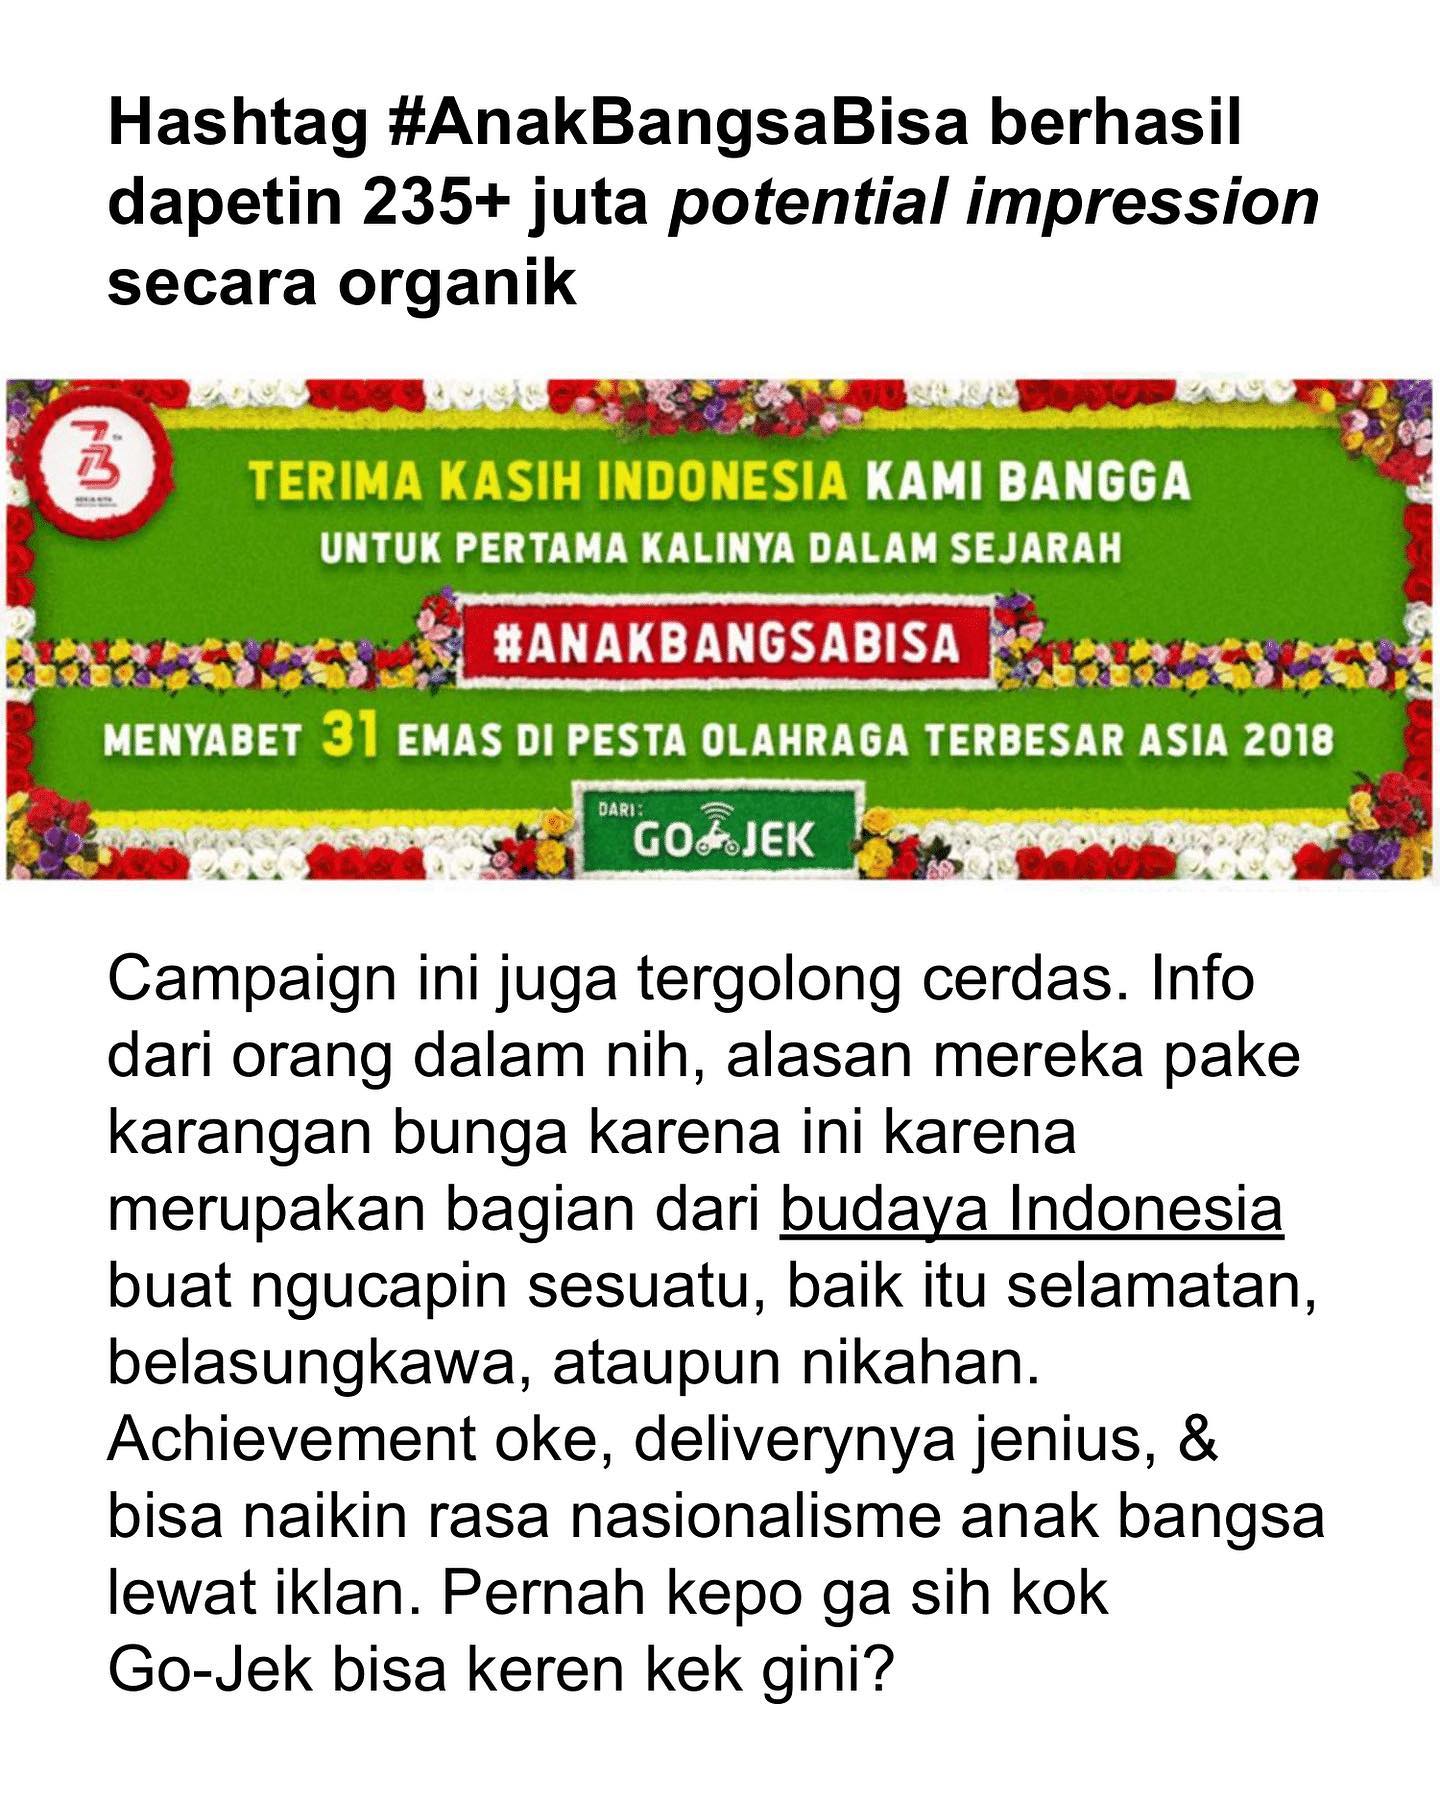 Hashtag #AnakBangsaBisa berhasil
dapetin 235+ juta potential impression
secara organik
73
TH
TERIMA KASIH INDONESIA KAMI BANGGA
UNTUK PERTAMA KALINYA DALAM SEJARAH
#ANAKBANGSABISA
MENYABET 31 EMAS DI PESTA OLAHRAGA TERBESAR ASIA 2018
DARI:
GOJEK
Campaign ini juga tergolong cerdas. Info
dari orang dalam nih, alasan mereka pake
karangan bunga karena ini karena
merupakan bagian dari budaya Indonesia
buat ngucapin sesuatu, baik itu selamatan,
belasungkawa, ataupun nikahan.
Achievement oke, deliverynya jenius, &
bisa naikin rasa nasionalisme anak bangsa
lewat iklan. Pernah kepo ga sih kok
Go-Jek bisa keren kek gini?